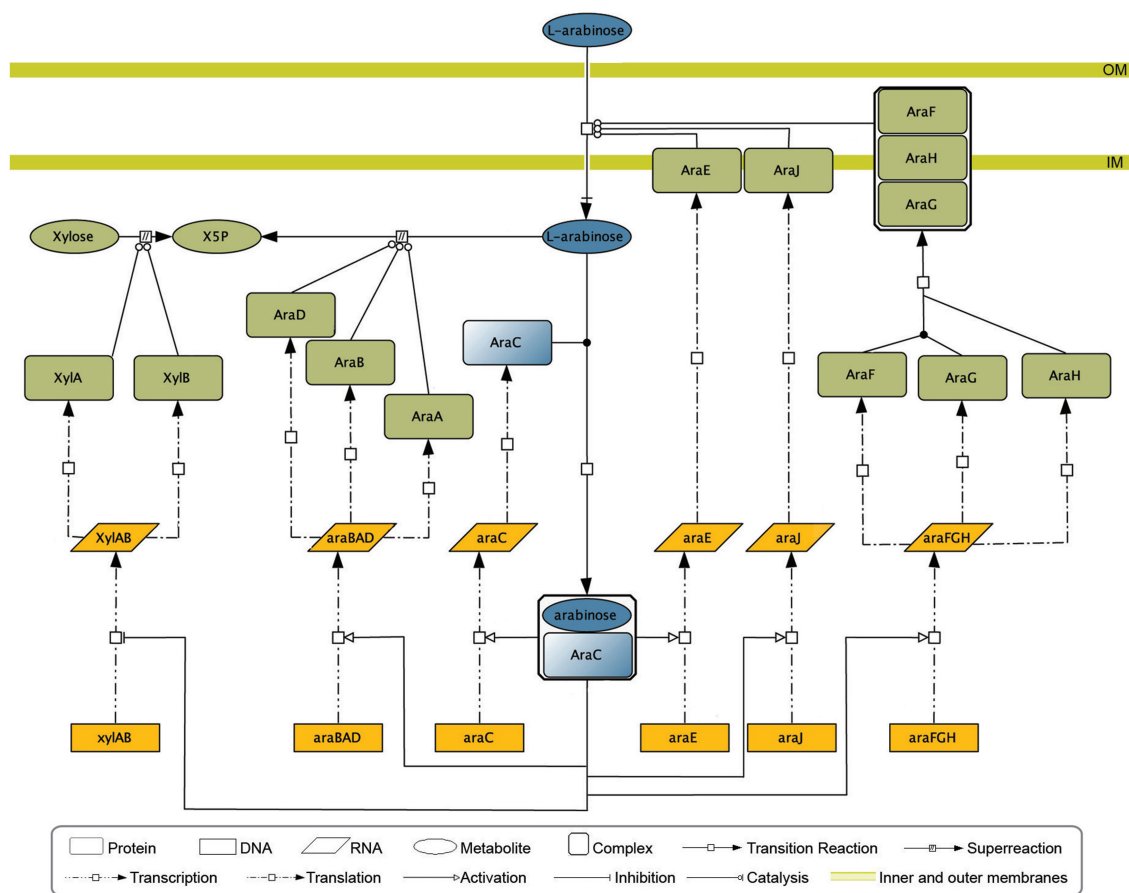 L-arabinose
OM
AraF
AraH
AraG
IM
AraE
AraJ
Xylose
X5P
L-arabinose
AraD
AraB
AraA
AraC
XylA
XylB
AraF
AraG
AraH
XylAB
araBAD
araC
araE
araJ
araFGH
arabinose
AraC
xylAB
araBAD
araC
araE
araJ
araFGH
Protein
DNA
RNA
Metabolite
Complex
Transition Reaction
Superreaction
Transcription
Translation
Activation
Inhibition
Catalysis
Inner and outer membranes